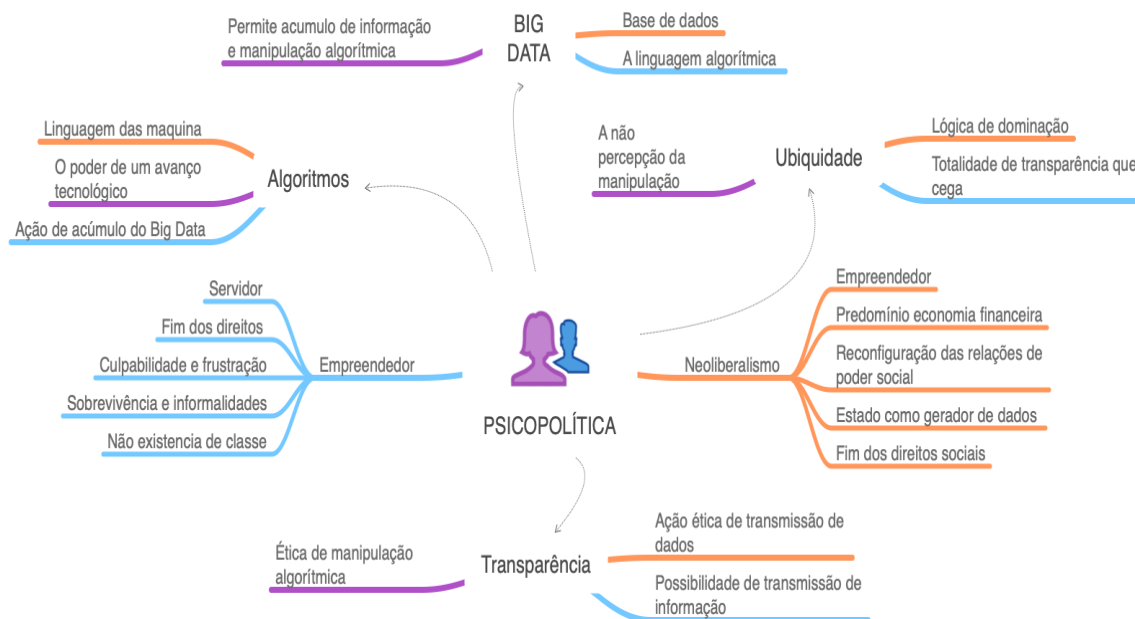 BIG
DATA
Permite acumulo de informação
e manipulação algorítmica
Base de dados
A linguagem algorítmica
Algoritmos
Linguagem das maquina
O poder de um avanço
tecnológico
Ação de acúmulo do Big Data
Ubiquidade
A não
percepção da
manipulação
Lógica de dominação
Totalidade de transparência que
cega
Empreendedor
Servidor
Fim dos direitos
Culpabilidade e frustração
Sobrevivência e informalidades
Não existencia de classe
PSICOPOLÍTICA
Neoliberalismo
Empreendedor
Predomínio economia financeira
Reconfiguração das relações de
poder social
Estado como gerador de dados
Fim dos direitos sociais
Transparência
Ética de manipulação
algorítmica
Ação ética de transmissão de
dados
Possibilidade de transmissão de
informação